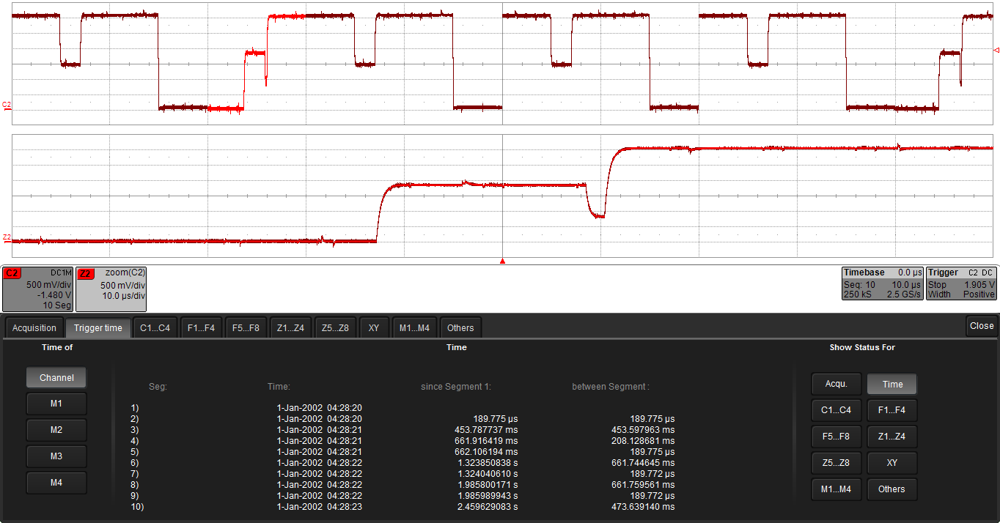 C2
Z2
C2 DC1M
500 mV/div
-1.480 V
10 Seg
Z2 zoom(C2)
500 mV/div
10.0 µs/div
Timebase 0.0 µs
Seq: 10 10.0 µs
250 kS 2.5 GS/s
Trigger C2 DC
Stop 1.905 V
Width Positive
Acquisition Trigger time C1...C4 F1...F4 F5...F8 Z1...Z4 Z5...Z8 XY M1...M4 Others Close
Time of Time Show Status For
Channel
M1
M2
M3
M4
Seg: Time: since Segment 1: between Segment :
1) 1-Jan-2002 04:28:20
2) 1-Jan-2002 04:28:20 189.775 µs 189.775 µs
3) 1-Jan-2002 04:28:21 453.787737 ms 453.597963 ms
4) 1-Jan-2002 04:28:21 661.916419 ms 208.128681 ms
5) 1-Jan-2002 04:28:21 662.106194 ms 189.775 µs
6) 1-Jan-2002 04:28:22 1.323850838 s 661.744645 ms
7) 1-Jan-2002 04:28:22 1.324040610 s 189.772 µs
8) 1-Jan-2002 04:28:22 1.985800171 s 661.759561 ms
9) 1-Jan-2002 04:28:22 1.985989943 s 189.772 µs
10) 1-Jan-2002 04:28:23 2.459629083 s 473.639140 ms
Acqu. Time
C1...C4 F1...F4
F5...F8 Z1...Z4
Z5...Z8 XY
M1...M4 Others